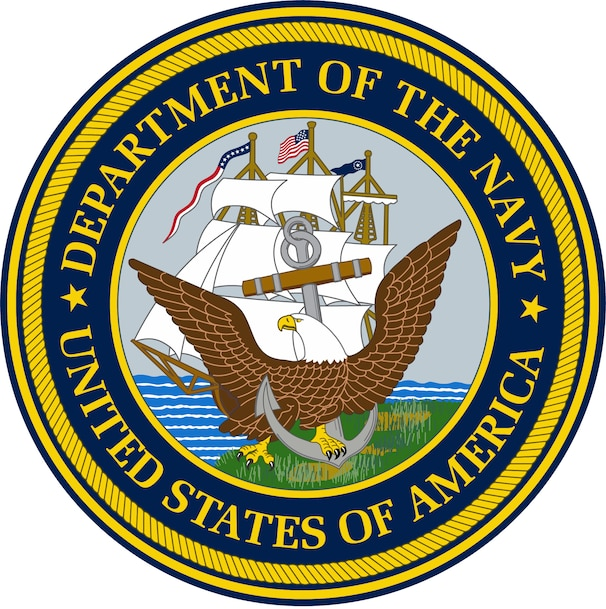 DEPARTMENT OF THE NAVY
UNITED STATES OF AMERICA